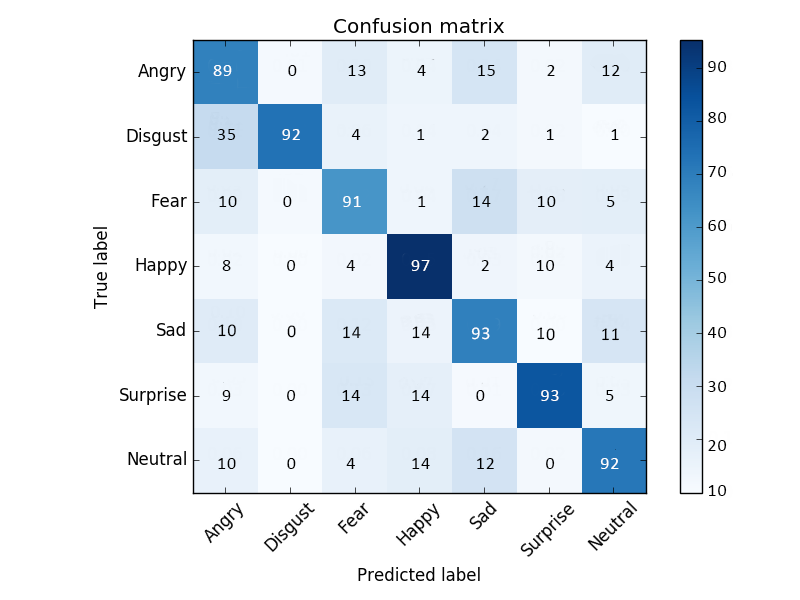 Confusion matrix
Angry 89 0 13 4 15 2 12
Disgust 35 92 4 1 2 1 1
Fear 10 0 91 1 14 10 5
Happy 8 0 4 97 2 10 4
Sad 10 0 14 14 93 10 11
Surprise 9 0 14 14 0 93 5
Neutral 10 0 4 14 12 0 92
Angry Disgust Fear Happy Sad Surprise Neutral
True label
Predicted label
90
80
70
60
50
40
30
20
10